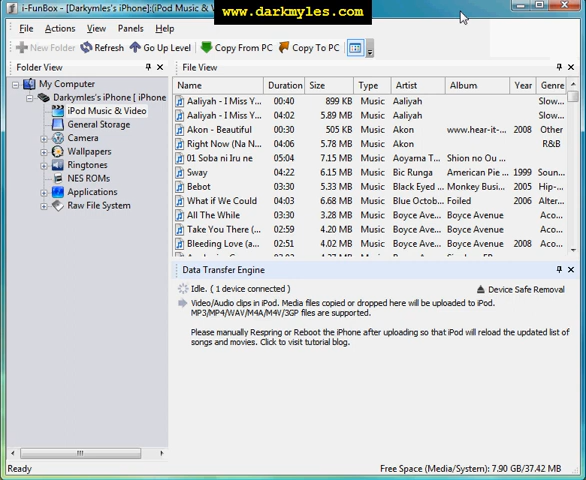 www.darkmyles.com
i-FunBox - [Darkymles's iPhone]:(iPod Music & V
File Actions View Panels Help
New Folder Refresh Go Up Level Copy From PC Copy To PC
Folder View
My Computer
Darkymles's iPhone [ iPhone
iPod Music & Video
General Storage
Camera
Wallpapers
Ringtones
NES ROMs
Applications
Raw File System
File View
Name Duration Size Type Artist Album Year Genre
Aaliyah - I Miss Y... 00:40 899 KB Music Aaliyah Slow...
Aaliyah - I Miss Y... 04:02 5.89 MB Music Aaliyah Slow...
Akon - Beautiful 00:30 505 KB Music Akon www.hear-it-... 2008 Other
Right Now (Na N... 04:06 5.78 MB Music Akon R&B
01 Soba ni Iru ne 05:04 7.15 MB Music Aoyama T... Shion no Ou ...
Sway 04:22 6.15 MB Music Bic Runga American Pie ... 1999 Soun...
Bebot 03:30 5.33 MB Music Black Eyed ... Monkey Busi... 2005 Hip-...
What if We Could 04:03 6.68 MB Music Blue Octob... Foiled 2006 Alter...
All The While 03:30 3.28 MB Music Boyce Ave... Boyce Avenue Aco...
Take You There (... 02:59 4.20 MB Music Boyce Ave... Boyce Avenue Aco...
Bleeding Love (a... 02:51 4.02 MB Music Boyce Ave... Boyce Avenue 2008 Aco...
Data Transfer Engine
Idle. ( 1 device connected ) Device Safe Removal
Video/Audio clips in iPod. Media files copied or dropped here will be uploaded to iPod.
MP3/MP4/WAV/M4A/M4V/3GP files are supported.
Please manually Respring or Reboot the iPhone after uploading so that iPod will reload the updated list of
songs and movies. Click to visit tutorial blog.
Ready Free Space (Media/System): 7.90 GB/37.42 MB